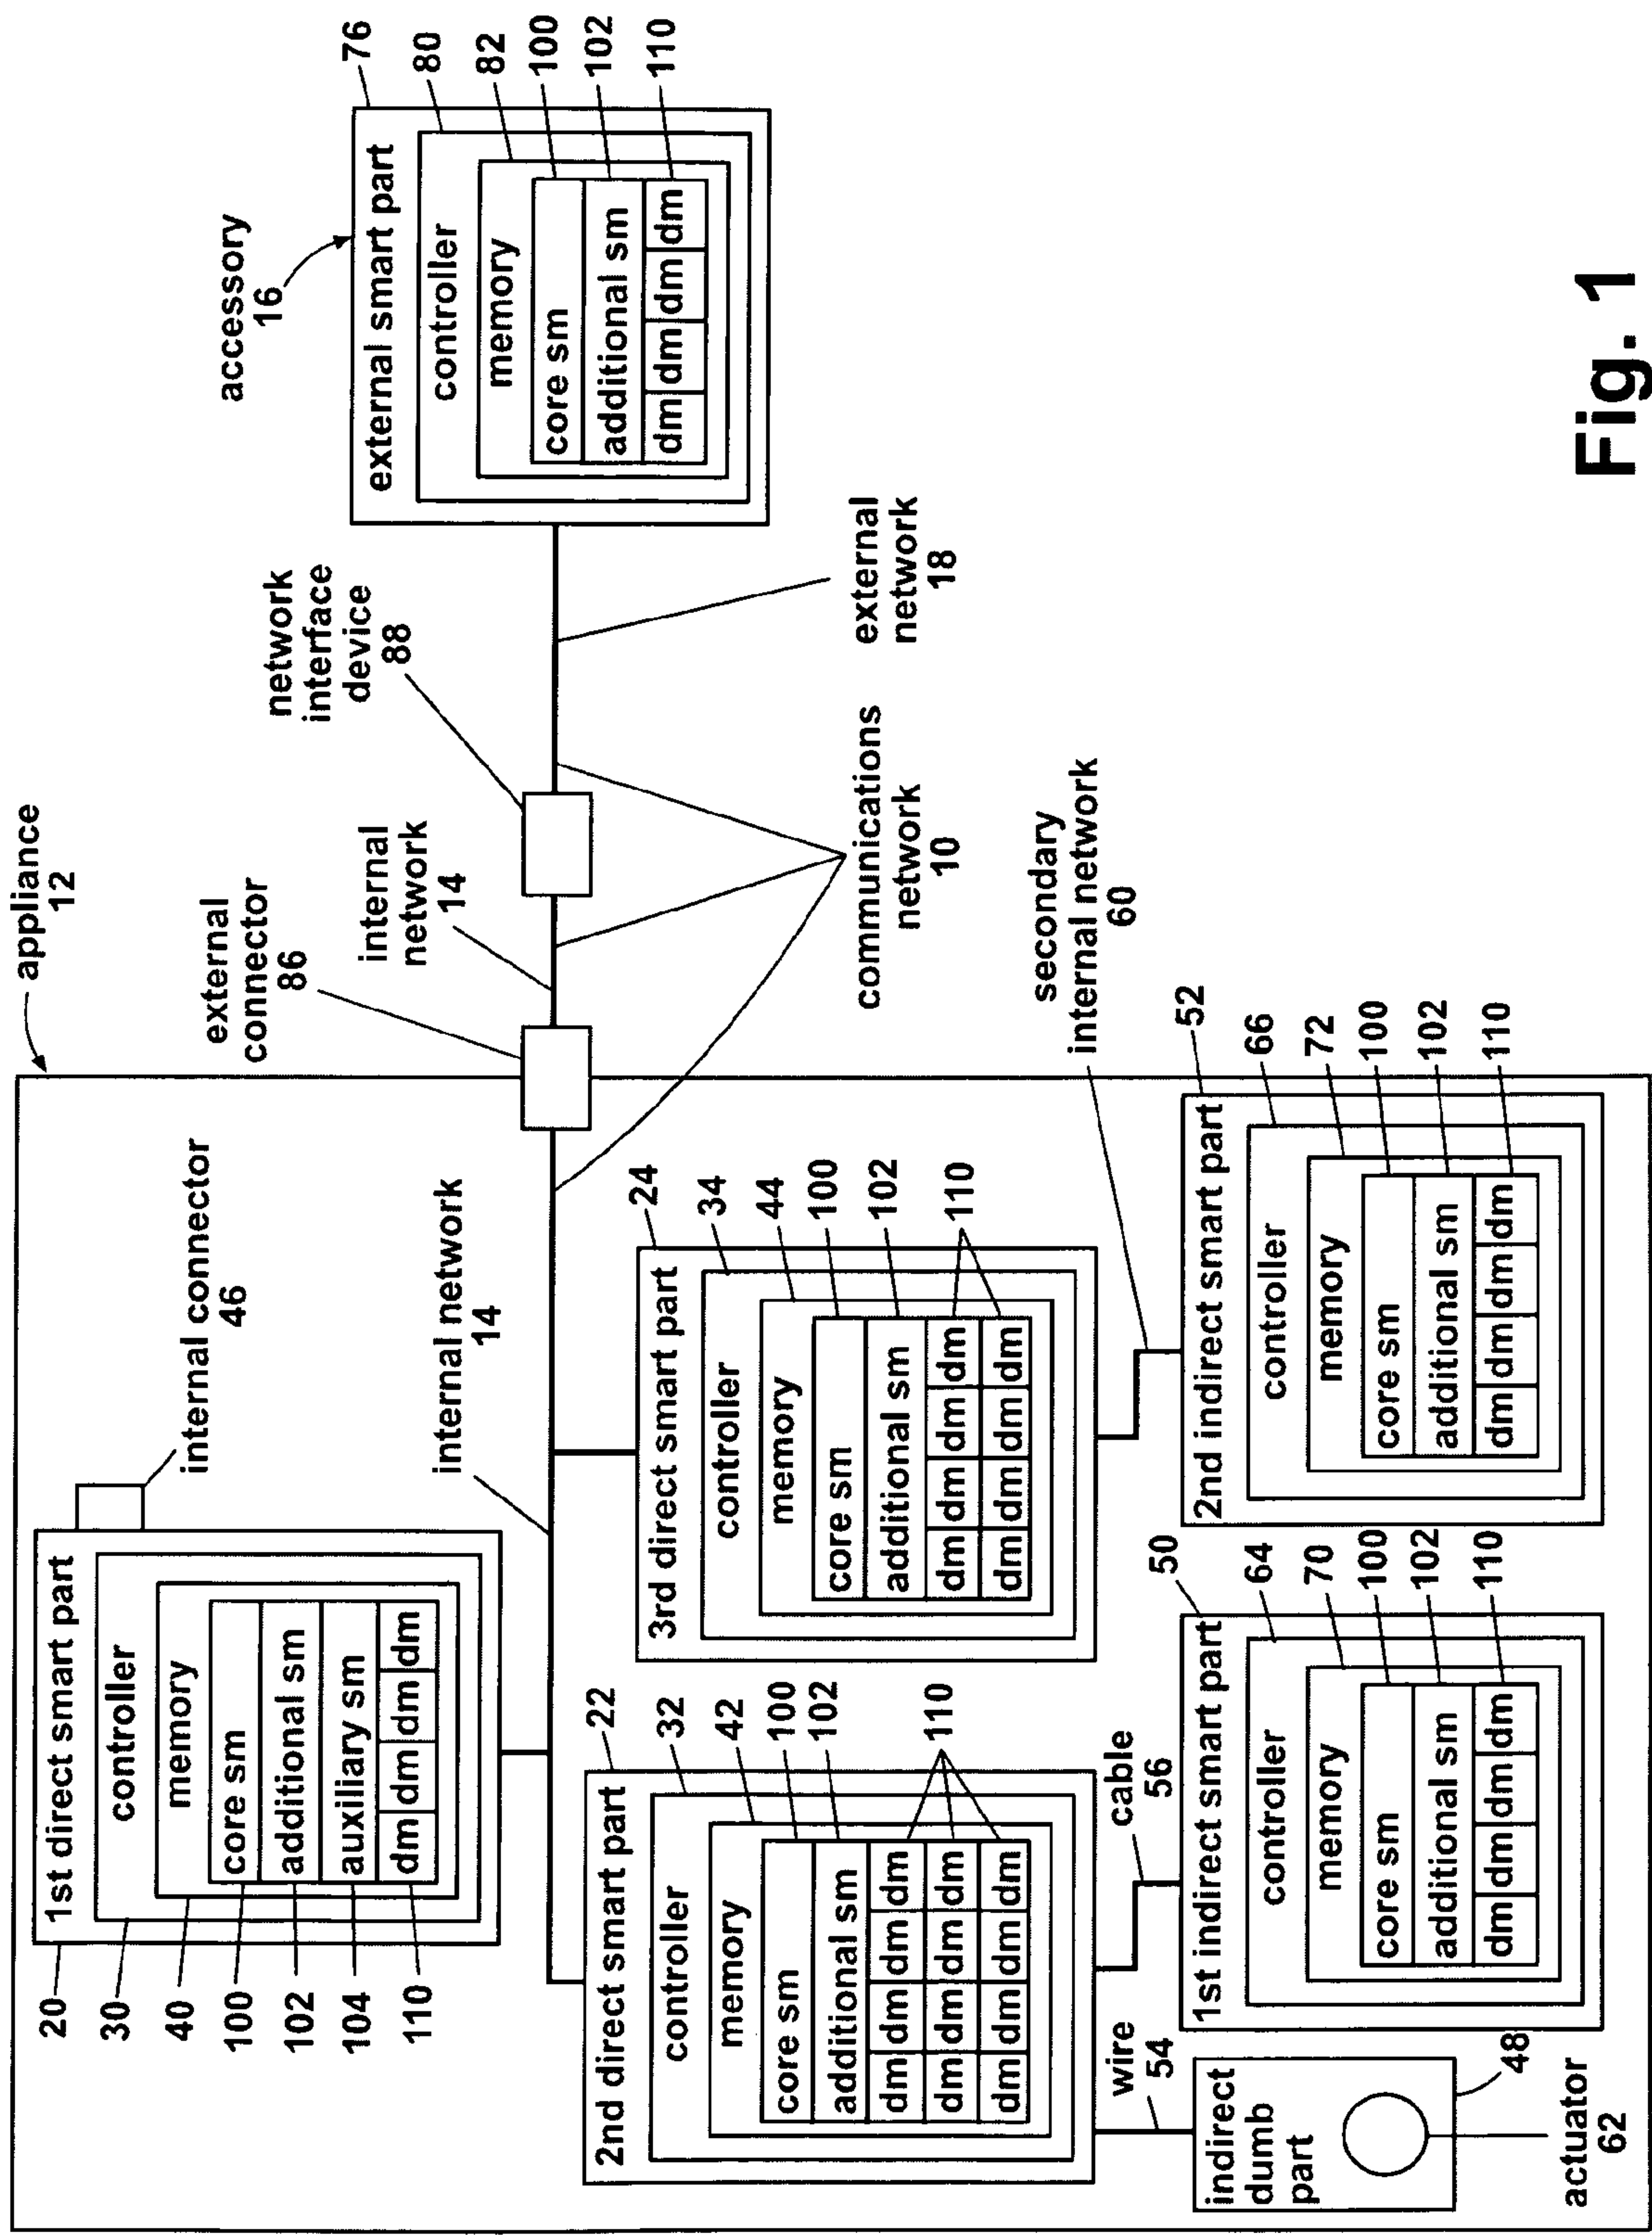 appliance
12
20
1st direct smart part
30
controller
40
memory
100
core sm
102
additional sm
104
auxiliary sm
110
dm dm dm dm
internal connector
46
internal network
14
external
connector
86
internal
network
14
network
interface
device
88
accessory
16
external smart part
76
controller
80
memory
82
core sm
100
additional sm
102
dm dm dm dm
110
external
network
18
communications
network
10
2nd direct smart part
22
controller
32
memory
42
core sm
100
additional sm
102
dm dm dm dm
dm dm dm dm
dm dm dm dm
110
3rd direct smart part
24
controller
34
memory
44
core sm
100
additional sm
102
dm dm dm dm
dm dm dm dm
110
secondary
internal network
60
wire
54
cable
56
indirect
dumb
part
48
actuator
62
1st indirect smart part
50
controller
64
memory
70
core sm
100
additional sm
102
dm dm dm dm
110
2nd indirect smart part
52
controller
66
memory
72
core sm
100
additional sm
102
dm dm dm dm
110
Fig. 1